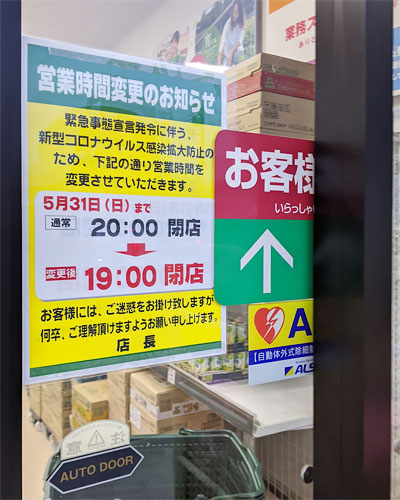 営業時間変更のお知らせ
緊急事態宣言発令に伴う、
新型コロナウイルス感染拡大防止の
ため、下記の通り営業時間を
変更させていただきます。
5月31日(日)まで
通常 20:00 閉店
変更後 19:00 閉店
お客様には、ご迷惑をお掛け致しますが
何卒、ご理解頂けますようお願い申し上げます。
店長
業務ス
お客様
いらっしゃい
A
【自動体外式除細動
ALS
注意
AUTO DOOR